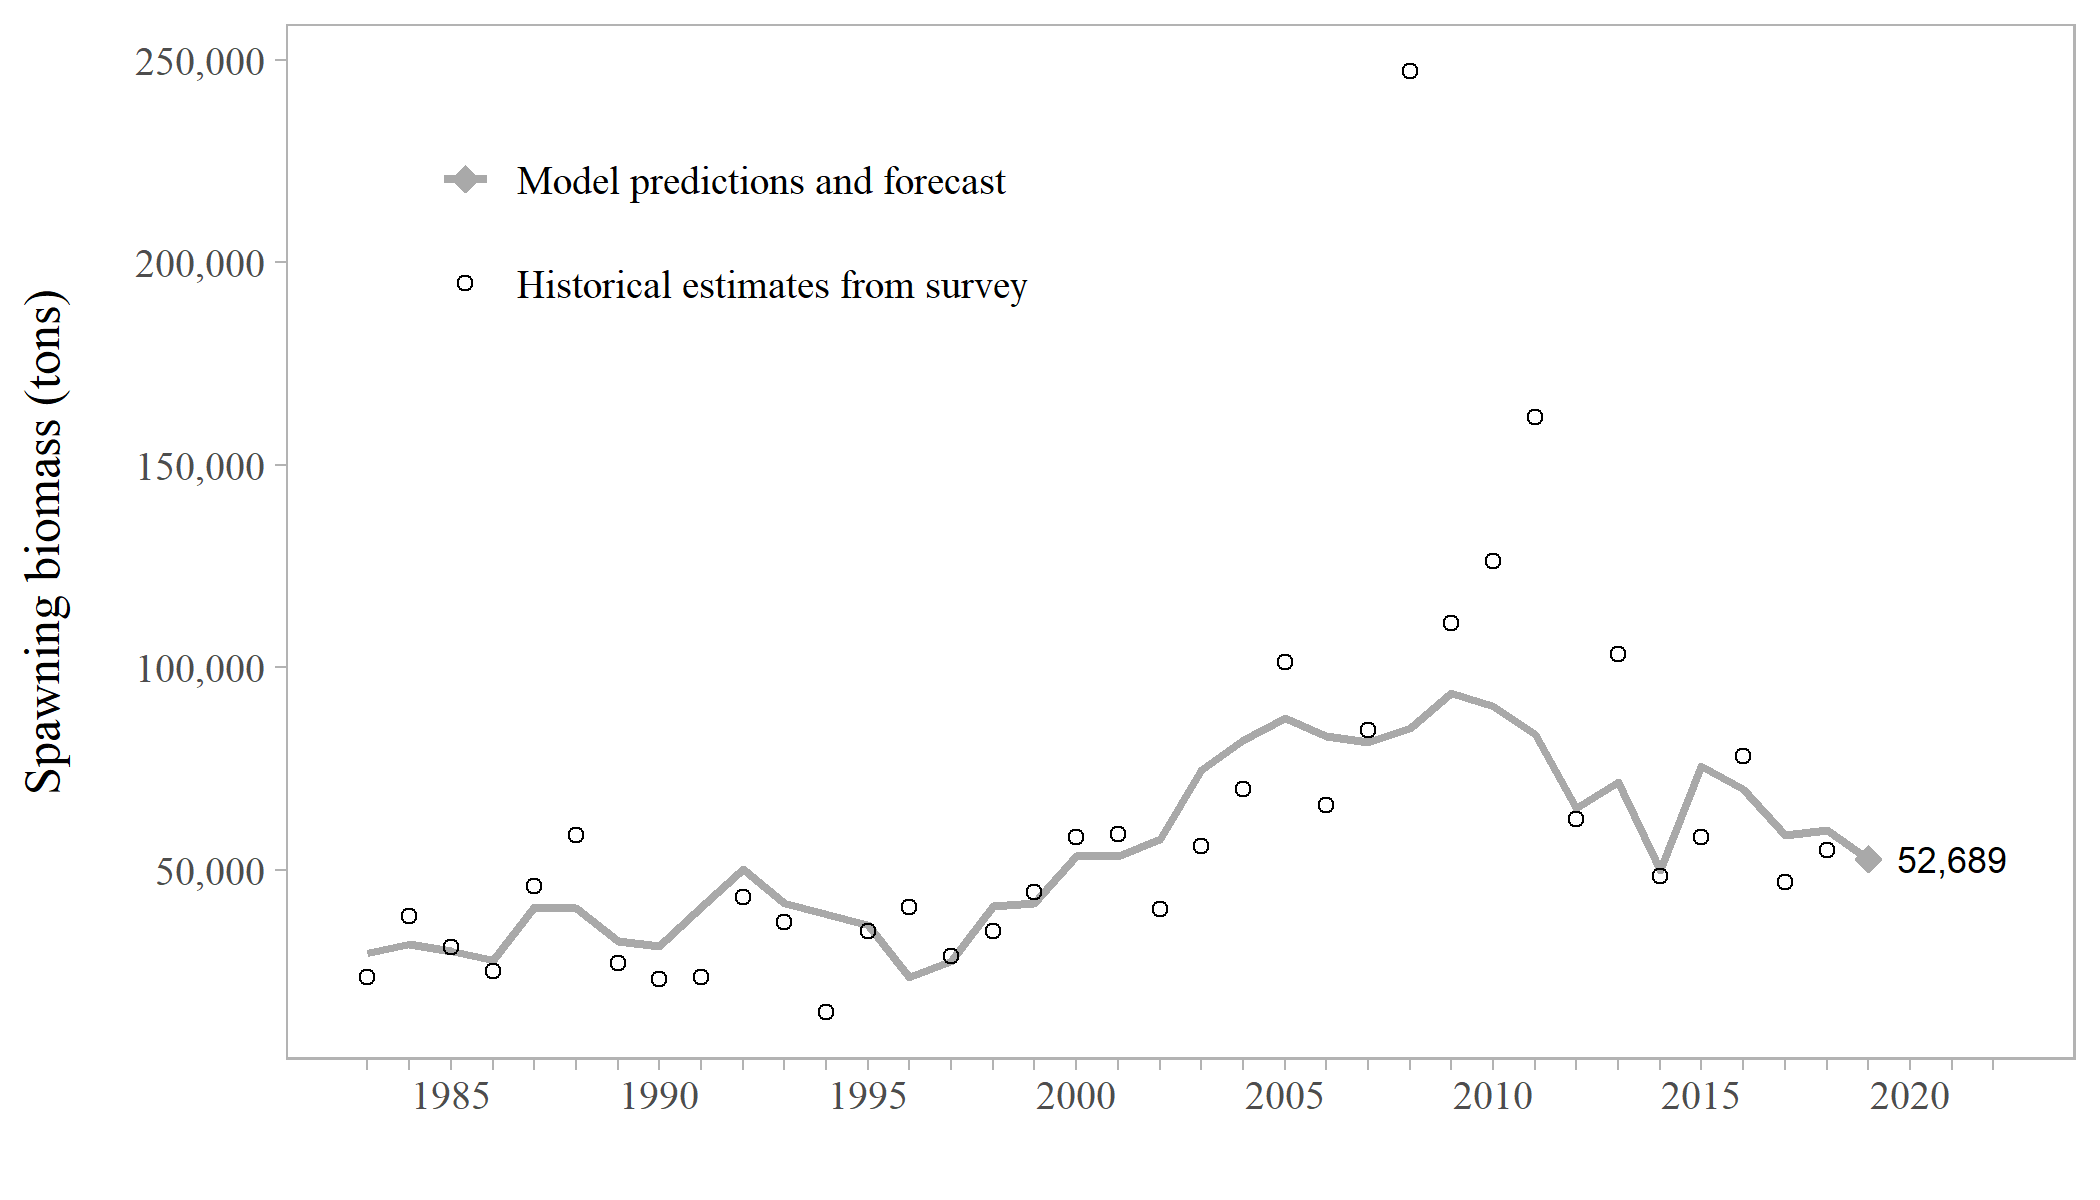 250,000
200,000
150,000
100,000
50,000
Spawning biomass (tons)
Model predictions and forecast
Historical estimates from survey
52,689
1985 1990 1995 2000 2005 2010 2015 2020